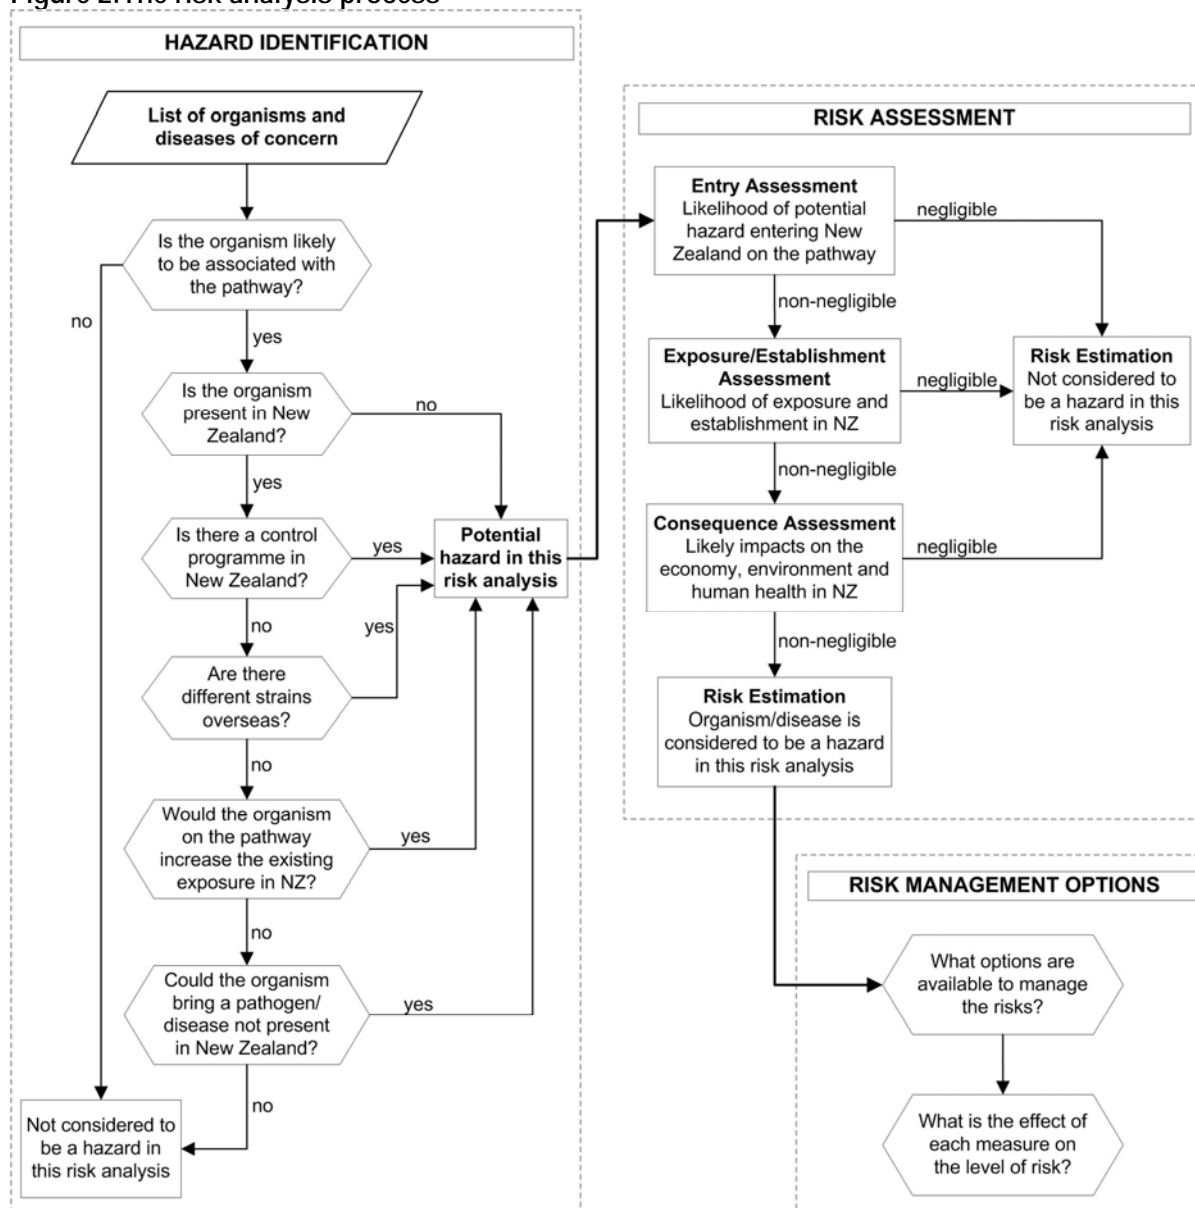 Figure 2. The risk analysis process
HAZARD IDENTIFICATION
List of organisms and
diseases of concern
Is the organism likely
to be associated with
the pathway?
no
yes
Is the organism
present in New
Zealand?
no
yes
Is there a control
programme in
New Zealand?
yes
no
Are there
different strains
overseas?
yes
no
Would the organism
on the pathway
increase the existing
exposure in NZ?
yes
no
Could the organism
bring a pathogen/
disease not present
in New Zealand?
yes
no
Not considered to
be a hazard in
this risk analysis
Potential
hazard in this
risk analysis
RISK ASSESSMENT
Entry Assessment
Likelihood of potential
hazard entering New
Zealand on the pathway
negligible
non-negligible
Exposure/Establishment
Assessment
Likelihood of exposure and
establishment in NZ
negligible
non-negligible
Consequence Assessment
Likely impacts on the
economy, environment and
human health in NZ
negligible
non-negligible
Risk Estimation
Not considered to
be a hazard in this
risk analysis
Risk Estimation
Organism/disease is
considered to be a hazard
in this risk analysis
RISK MANAGEMENT OPTIONS
What options are
available to manage
the risks?
What is the effect of
each measure on
the level of risk?